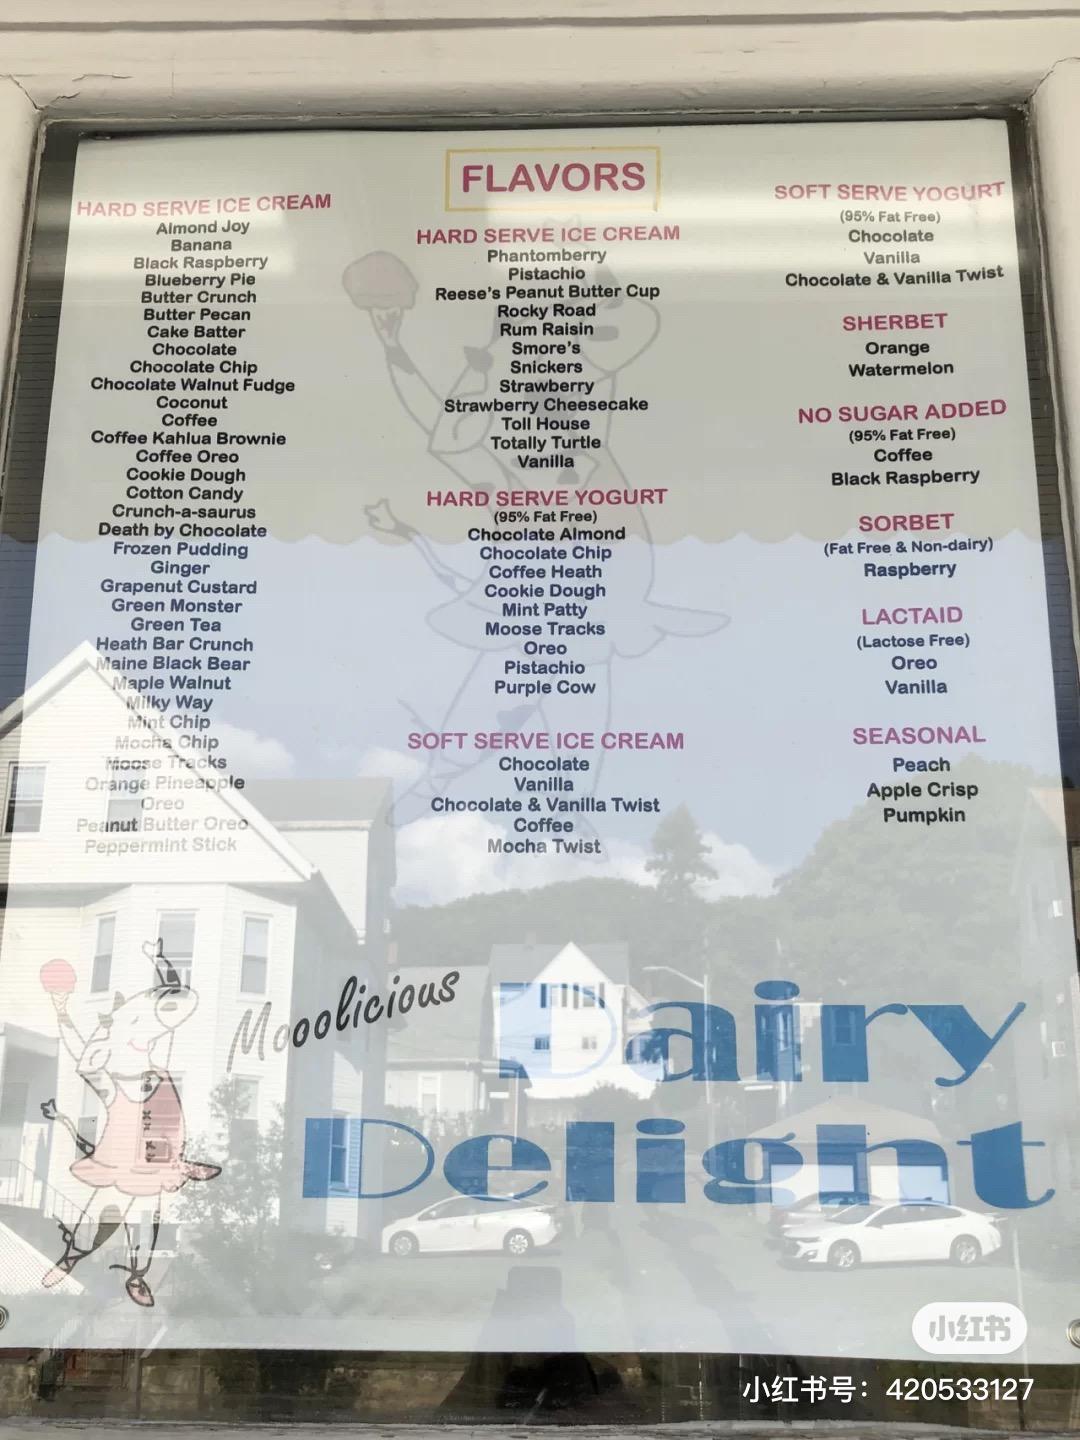 FLAVORS
HARD SERVE ICE CREAM
Almond Joy
Banana
Black Raspberry
Blueberry Pie
Butter Crunch
Butter Pecan
Cake Batter
Chocolate
Chocolate Chip
Chocolate Walnut Fudge
Coconut
Coffee
Coffee Kahlua Brownie
Coffee Oreo
Cookie Dough
Cotton Candy
Crunch-a-saurus
Death by Chocolate
Frozen Pudding
Ginger
Grapenut Custard
Green Monster
Green Tea
Heath Bar Crunch
Maine Black Bear
Maple Walnut
Milky Way
Mint Chip
Mocha Chip
Moose Tracks
Orange Pineapple
Oreo
Peanut Butter Oreo
Peppermint Stick
HARD SERVE ICE CREAM
Phantomberry
Pistachio
Reese's Peanut Butter Cup
Rocky Road
Rum Raisin
Smore's
Snickers
Strawberry
Strawberry Cheesecake
Toll House
Totally Turtle
Vanilla
HARD SERVE YOGURT
(95% Fat Free)
Chocolate Almond
Chocolate Chip
Coffee Heath
Cookie Dough
Mint Patty
Moose Tracks
Oreo
Pistachio
Purple Cow
SOFT SERVE ICE CREAM
Chocolate
Vanilla
Chocolate & Vanilla Twist
Coffee
Mocha Twist
SOFT SERVE YOGURT
(95% Fat Free)
Chocolate
Vanilla
Chocolate & Vanilla Twist
SHERBET
Orange
Watermelon
NO SUGAR ADDED
(95% Fat Free)
Coffee
Black Raspberry
SORBET
(Fat Free & Non-dairy)
Raspberry
LACTAID
(Lactose Free)
Oreo
Vanilla
SEASONAL
Peach
Apple Crisp
Pumpkin
Mooolicious
Dairy
Delight
小红书
小红书号：420533127